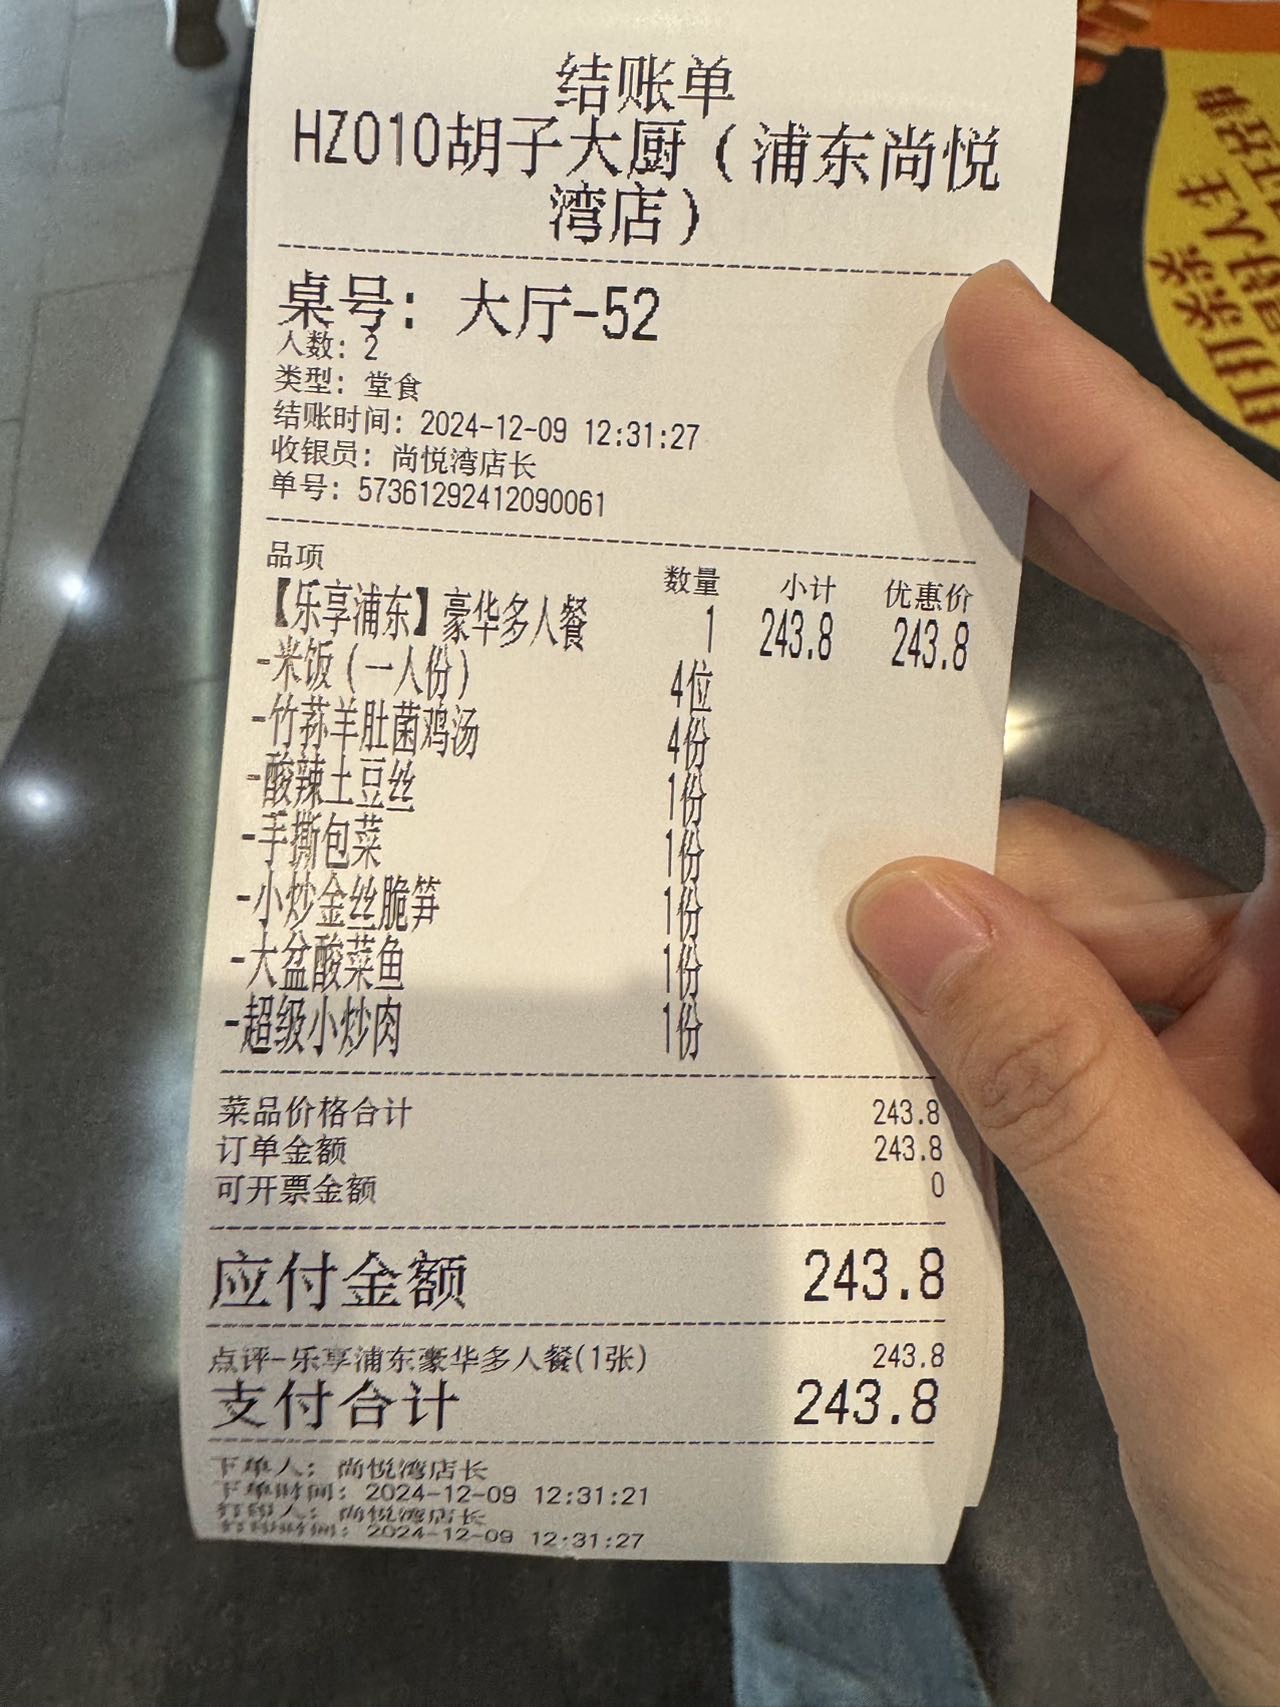 结账单
HZ010胡子大厨（浦东尚悦
湾店）
桌号：大厅-52
人数：2
类型：堂食
结账时间：2024-12-09 12:31:27
收银员：尚悦湾店长
单号：57361292412090061
品项 数量 小计 优惠价
【乐享浦东】豪华多人餐 1 243.8 243.8
-米饭（一人份） 4位
-竹荪羊肚菌鸡汤 4份
-酸辣土豆丝 1份
-手撕包菜 1份
-小炒金丝脆笋 1份
-大盆酸菜鱼 1份
-超级小炒肉 1份
菜品价格合计 243.8
订单金额 243.8
可开票金额 0
应付金额 243.8
点评-乐享浦东豪华多人餐(1张) 243.8
支付合计 243.8
下单人：尚悦湾店长
下单时间：2024-12-09 12:31:21
打印人：尚悦湾店长
打印时间：2024-12-09 12:31:27